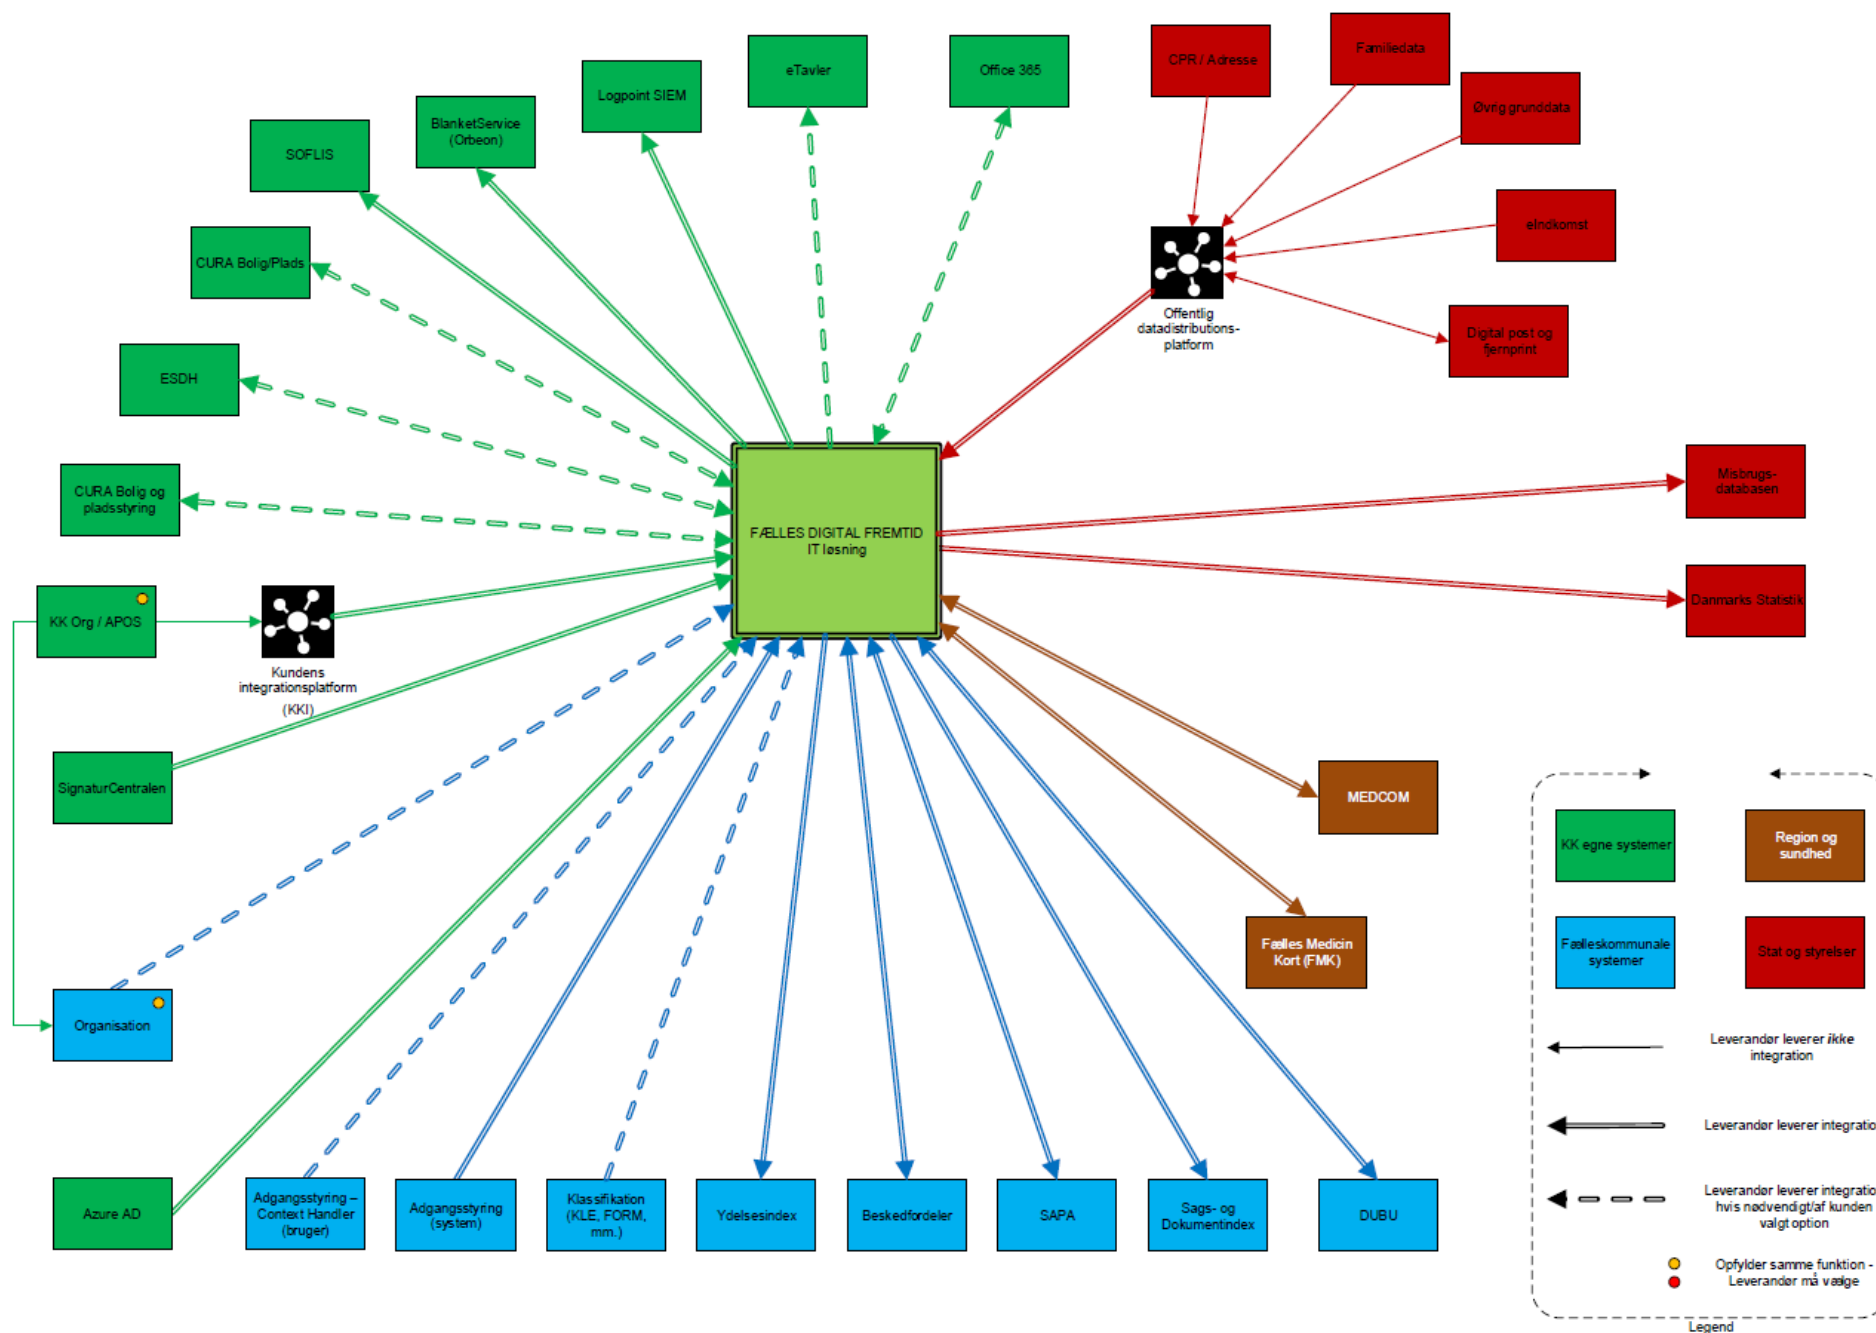 eTavler
Office 365
CPR / Adresse
Familiedata
Logpoint SIEM
BlanketService
(Orbeon)
Øvrig grunddata
SOFLIS
eIndkomst
CURA Bolig/Plads
Offentlig
datadistributions-
platform
Digital post og
fjernprint
ESDH
CURA Bolig og
pladsstyring
FÆLLES DIGITAL FREMTID
IT løsning
Misbrugs-
databasen
Danmarks Statistik
KK Org / APOS
Kundens
integrationsplatform
(KKI)
SignaturCentralen
MEDCOM
Fælles Medicin
Kort (FMK)
Organisation
Azure AD
Adgangsstyring –
Context Handler
(bruger)
Adgangsstyring
(system)
Klassifikation
(KLE, FORM,
mm.)
Ydelsesindex
Beskedfordeler
SAPA
Sags- og
Dokumentindex
DUBU
KK egne systemer
Region og
sundhed
Fælleskommunale
systemer
Stat og styrelser
Leverandør leverer ikke
integration
Leverandør leverer integratio
Leverandør leverer integratio
hvis nødvendigt/af kunden
valgt option
Opfylder samme funktion -
Leverandør må vælge
Legend